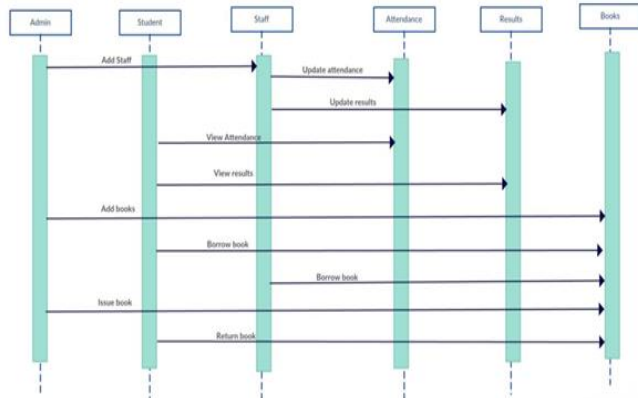 Admin
Student
Staff
Attendance
Results
Books
Add Staff
Update attendance
Update results
View Attendance
View results
Add books
Borrow book
Borrow book
Issue book
Return book